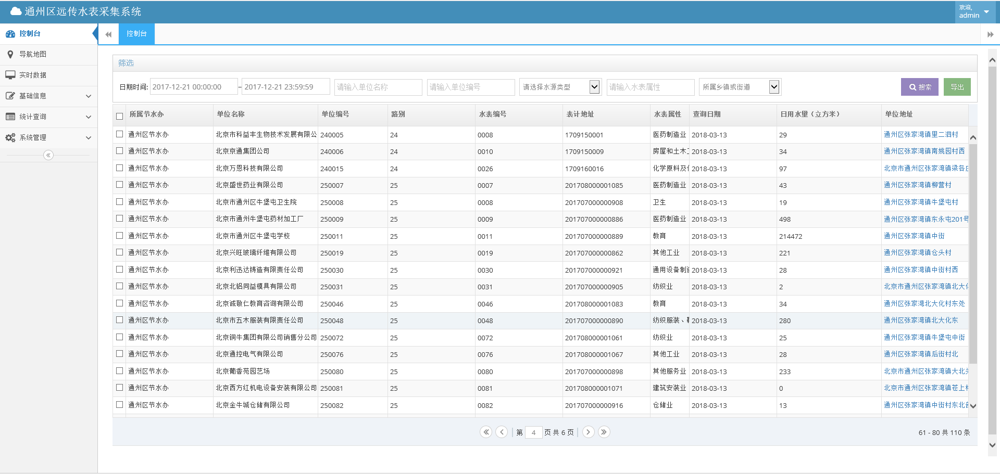 通州区远传水表采集系统
欢迎,
admin
控制台
控制台
导航地图
实时数据
基础信息
统计查询
系统管理
筛选
日期时间: 2017-12-21 00:00:00 – 2017-12-21 23:59:59 请输入单位名称 请输入单位编号 请选择水源类型 请输入水表属性 所属乡镇或街道 搜索 导出
所属节水办 单位名称 单位编号 路别 水表编号 表计地址 水表属性 查询日期 日用水量（立方米） 单位地址
通州区节水办 北京市科益丰生物技术发展有限公 240005 24 0008 1709150001 医药制造业 2018-03-13 29 通州区张家湾镇里二泗村
通州区节水办 北京京通集团公司 240006 24 0010 1709150009 房屋和土木 2018-03-13 34 通州区张家湾镇南姚园村西
通州区节水办 北京万恩科技有限公司 240015 24 0026 1709160016 化学原料及 2018-03-13 97 北京市通州区张家湾镇梁各
通州区节水办 北京盛世药业有限公司 250007 25 0007 201708000001085 医药制造业 2018-03-13 43 通州区张家湾镇柳营村
通州区节水办 北京市通州区牛堡屯卫生院 250008 25 0008 201707000000908 卫生 2018-03-13 19 通州区张家湾镇牛堡屯村
通州区节水办 北京市通州牛堡屯药材加工厂 250009 25 0009 201707000000886 医药制造业 2018-03-13 498 通州区张家湾镇东永屯201号
通州区节水办 北京市通州区牛堡屯学校 250011 25 0011 201707000000889 教育 2018-03-13 214472 通州区张家湾镇中街
通州区节水办 北京兴旺玻璃纤维有限公司 250019 25 0019 201707000000862 其他工业 2018-03-13 221 通州区张家湾镇仓头村
通州区节水办 北京利迅达铸造有限责任公司 250030 25 0030 201707000000921 通用设备制造 2018-03-13 28 通州区张家湾镇中街村西
通州区节水办 北京北铝同益模具有限公司 250031 25 0031 201707000000905 纺织业 2018-03-13 2 北京市通州区张家湾镇北大化
通州区节水办 北京诚敬仁教育咨询有限公司 250046 25 0046 201708000001083 教育 2018-03-13 34 通州区张家湾北大化村东处
通州区节水办 北京市五木服装有限责任公司 250048 25 0048 201707000000890 纺织服装、 2018-03-13 280 通州区张家湾镇北大化东
通州区节水办 北京铜牛集团有限公司销售分公司 250072 25 0072 201708000001061 纺织业 2018-03-13 25 通州区张家湾镇牛堡屯中街
通州区节水办 北京通控电气有限公司 250076 25 0076 201708000001067 其他工业 2018-03-13 28 通州区张家湾镇后街村北
通州区节水办 北京葡香苑园艺场 250080 25 0080 201707000000898 其他服务业 2018-03-13 233 北京市通州区张家湾镇大北关
通州区节水办 北京西方红机电设备安装有限公司 250081 25 0081 201708000001071 建筑安装业 2018-03-13 0 北京市通州区张家湾镇苍上村
通州区节水办 北京金牛城仓储有限公司 250082 25 0082 201707000000916 仓储业 2018-03-13 13 通州区张家湾镇中街村东北部
第 4 页 共 6 页
61 - 80 共 110 条